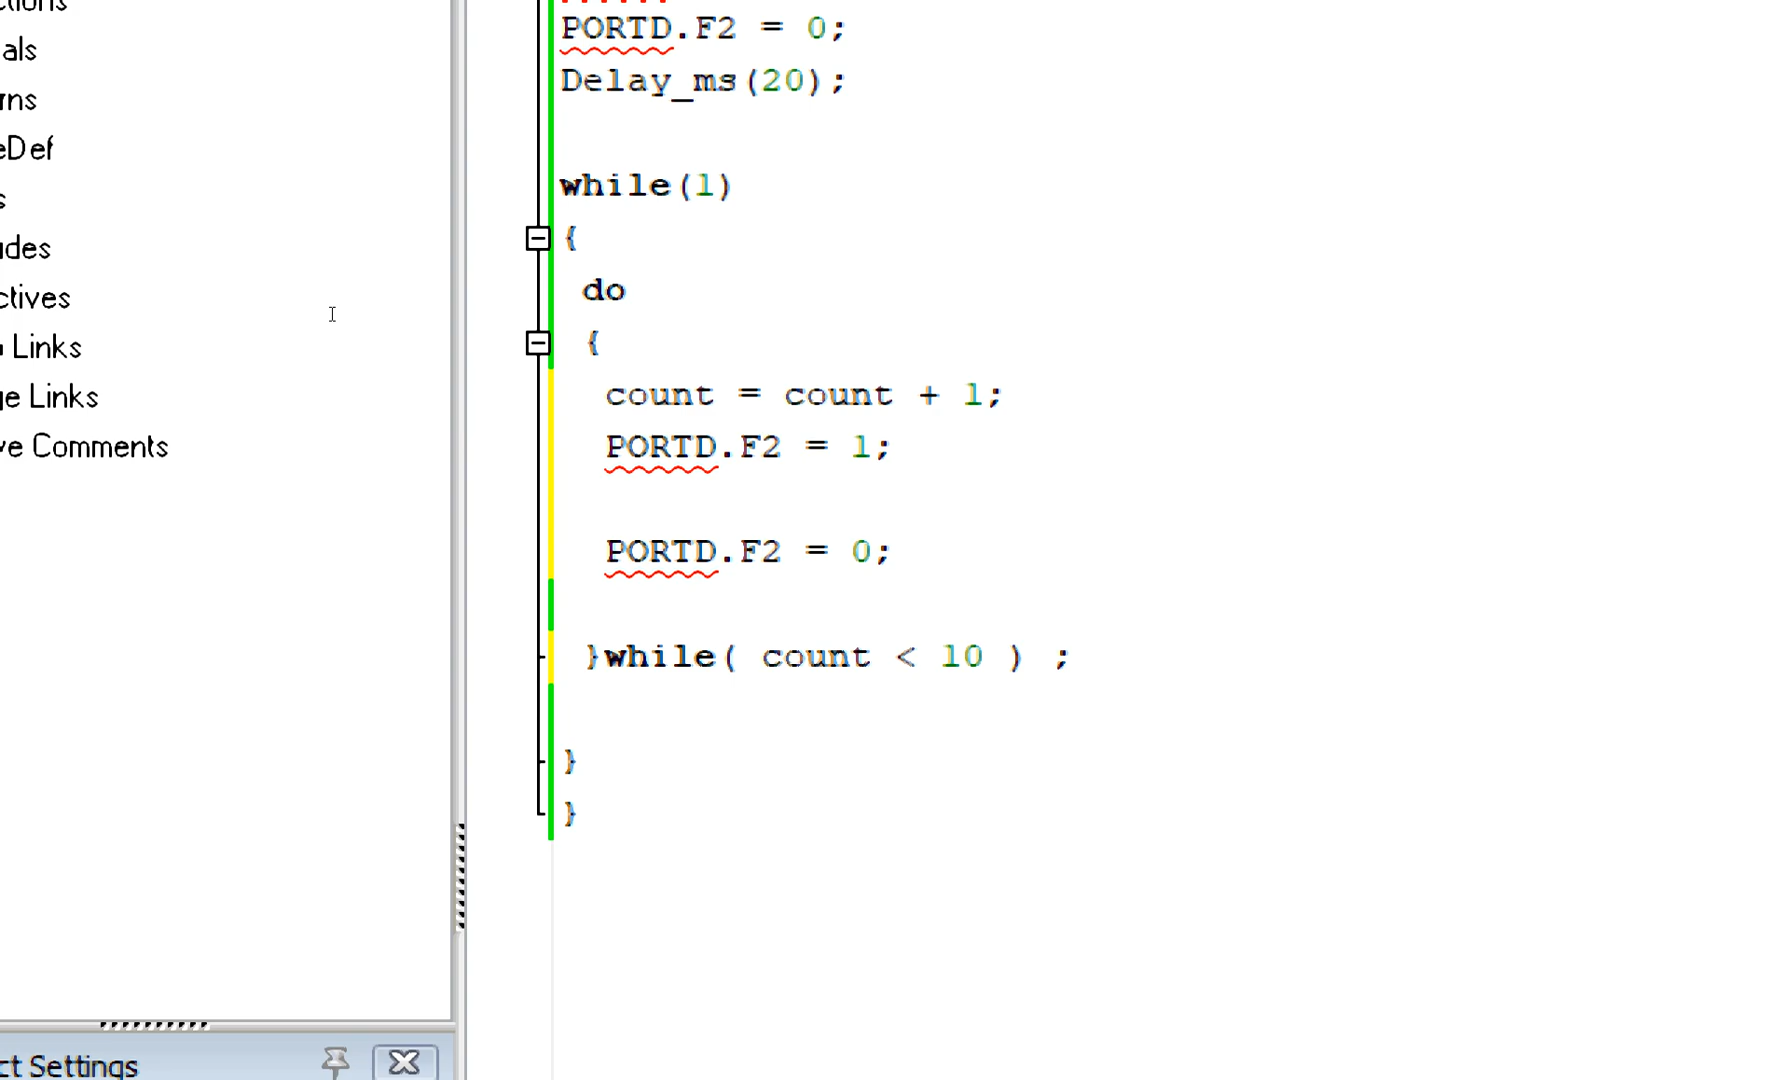 als
rns
eDef
s
udes
ctives
Links
ge Links
ve Comments
ct Settings
PORTD.F2 = 0;
Delay_ms(20);
while(1)
{
do
{
count = count + 1;
PORTD.F2 = 1;
PORTD.F2 = 0;
}while( count < 10 ) ;
}
}